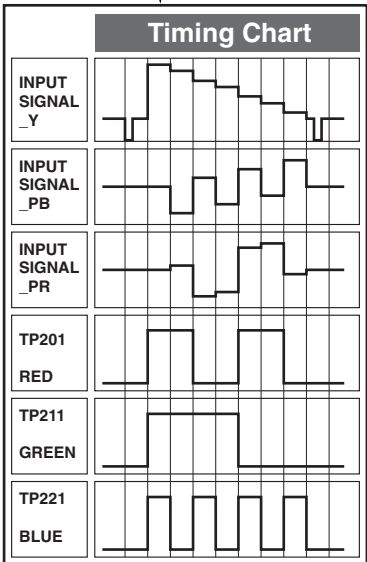 Timing Chart
INPUT
SIGNAL
_Y
INPUT
SIGNAL
_PB
INPUT
SIGNAL
_PR
TP201
RED
TP211
GREEN
TP221
BLUE